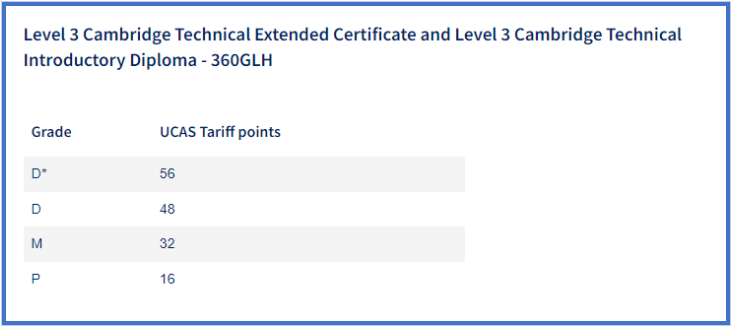 Level 3 Cambridge Technical Extended Certificate and Level 3 Cambridge Technical
Introductory Diploma - 360GLH
Grade UCAS Tariff points
D* 56
D 48
M 32
P 16